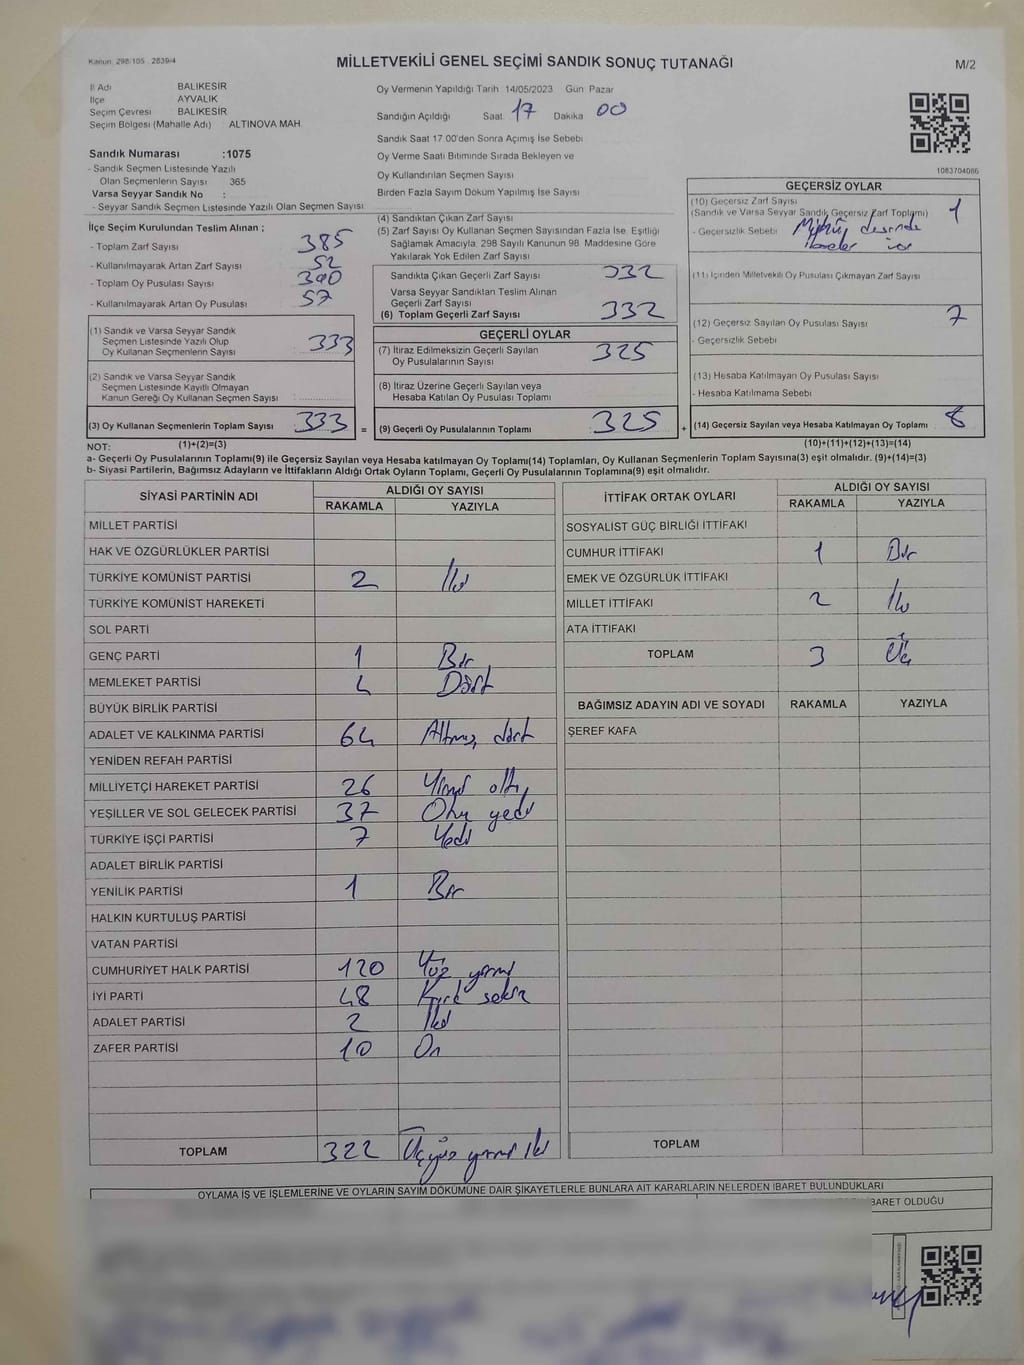 Kanun: 298/105 , 2839/4
MİLLETVEKİLİ GENEL SEÇİMİ SANDIK SONUÇ TUTANAĞI
M/2
İl Adı BALIKESİR
İlçe AYVALIK
Seçim Çevresi BALIKESİR
Seçim Bölgesi (Mahalle Adı) ALTINOVA MAH.
Sandık Numarası :1075
- Sandık Seçmen Listesinde Yazılı
Olan Seçmenlerin Sayısı 365
Varsa Seyyar Sandık No :
- Seyyar Sandık Seçmen Listesinde Yazılı Olan Seçmen Sayısı
Oy Vermenin Yapıldığı Tarih 14/05/2023 Gün Pazar
Sandığın Açıldığı Saat 17 Dakika 00
Sandık Saat 17.00'den Sonra Açımış İse Sebebi
Oy Verme Saati Bitiminde Sırada Bekleyen ve
Oy Kullandırılan Seçmen Sayısı
Birden Fazla Sayım Döküm Yapılmış İse Sayısı
1083704086
İlçe Seçim Kurulundan Teslim Alınan ;
- Toplam Zarf Sayısı 385
- Kullanılmayarak Artan Zarf Sayısı 52
- Toplam Oy Pusulası Sayısı 390
- Kullanılmayarak Artan Oy Pusulası 57
(1) Sandık ve Varsa Seyyar Sandık
Seçmen Listesinde Yazılı Olup
Oy Kullanan Seçmenlerin Sayısı 333
(2) Sandık ve Varsa Seyyar Sandık
Seçmen Listesinde Kayıtlı Olmayan
Kanun Gereği Oy Kullanan Seçmen Sayısı :
(3) Oy Kullanan Seçmenlerin Toplam Sayısı 333
(1)+(2)=(3)
(4) Sandıktan Çıkan Zarf Sayısı
(5) Zarf Sayısı Oy Kullanan Seçmen Sayısından Fazla İse, Eşitliği
Sağlamak Amacıyla, 298 Sayılı Kanunun 98. Maddesine Göre
Yakılarak Yok Edilen Zarf Sayısı
Sandıkta Çıkan Geçerli Zarf Sayısı 332
Varsa Seyyar Sandıktan Teslim Alınan
Geçerli Zarf Sayısı
(6) Toplam Geçerli Zarf Sayısı 332
GEÇERLİ OYLAR
(7) İtiraz Edilmeksizin Geçerli Sayılan
Oy Pusulalarının Sayısı 325
(8) İtiraz Üzerine Geçerli Sayılan veya
Hesaba Katılan Oy Pusulası Toplamı
= (9) Geçerli Oy Pusulalarının Toplamı 325
GEÇERSİZ OYLAR
(10) Geçersiz Zarf Sayısı
(Sandık ve Varsa Seyyar Sandık Geçersiz Zarf Toplamı) 1
- Geçersizlik Sebebi Mühür
(11) İçinden Milletvekili Oy Pusulası Çıkmayan Zarf Sayısı
(12) Geçersiz Sayılan Oy Pusulası Sayısı 7
- Geçersizlik Sebebi
(13) Hesaba Katılmayan Oy Pusulası Sayısı
- Hesaba Katılmama Sebebi
+ (14) Geçersiz Sayılan veya Hesaba Katılmayan Oy Toplamı 8
(10)+(11)+(12)+(13)=(14)
NOT:
a- Geçerli Oy Pusulalarının Toplamı(9) ile Geçersiz Sayılan veya Hesaba katılmayan Oy Toplamı(14) Toplamları, Oy Kullanan Seçmenlerin Toplam Sayısına(3) eşit olmalıdır. (9)+(14)=(3)
b- Siyasi Partilerin, Bağımsız Adayların ve İttifakların Aldığı Ortak Oyların Toplamı, Geçerli Oy Pusulalarının Toplamına(9) eşit olmalıdır.
SİYASİ PARTİNİN ADI ALDIĞI OY SAYISI
RAKAMLA YAZIYLA
MİLLET PARTİSİ
HAK VE ÖZGÜRLÜKLER PARTİSİ
TÜRKİYE KOMÜNİST PARTİSİ 2 İki
TÜRKİYE KOMÜNİST HAREKETİ
SOL PARTİ
GENÇ PARTİ 1 Bir
MEMLEKET PARTİSİ 4 Dört
BÜYÜK BİRLİK PARTİSİ
ADALET VE KALKINMA PARTİSİ 64 Altmış dört
YENİDEN REFAH PARTİSİ
MİLLİYETÇİ HAREKET PARTİSİ 26 Yirmi altı
YEŞİLLER VE SOL GELECEK PARTİSİ 37 Otuz yedi
TÜRKİYE İŞÇİ PARTİSİ 7 Yedi
ADALET BİRLİK PARTİSİ
YENİLİK PARTİSİ 1 Bir
HALKIN KURTULUŞ PARTİSİ
VATAN PARTİSİ
CUMHURİYET HALK PARTİSİ 120 Yüz yirmi
İYİ PARTİ 48 Kırk sekiz
ADALET PARTİSİ 2 İki
ZAFER PARTİSİ 10 On
TOPLAM 322 Üçyüz yirmi iki
İTTİFAK ORTAK OYLARI ALDIĞI OY SAYISI
RAKAMLA YAZIYLA
SOSYALİST GÜÇ BİRLİĞİ İTTİFAKI
CUMHUR İTTİFAKI 1 Bir
EMEK VE ÖZGÜRLÜK İTTİFAKI
MİLLET İTTİFAKI 2 İki
ATA İTTİFAKI
TOPLAM 3 Üç
BAĞIMSIZ ADAYIN ADI VE SOYADI RAKAMLA YAZIYLA
ŞEREF KAFA
TOPLAM
OYLAMA İŞ VE İŞLEMLERİNE VE OYLARIN SAYIM DÖKÜMÜNE DAİR ŞİKAYETLERLE BUNLARA AİT KARARLARIN NELERDEN İBARET BULUNDUKLARI
İBARET OLDUĞU